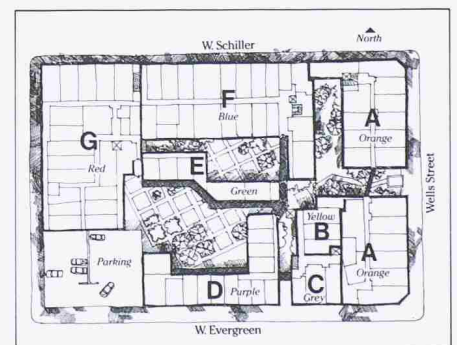 W. Schiller
North
F
Blue
A
Orange
G
Red
E
Green
Wells Street
Yellow
B
A
Orange
Parking
D
Purple
C
Grey
W. Evergreen